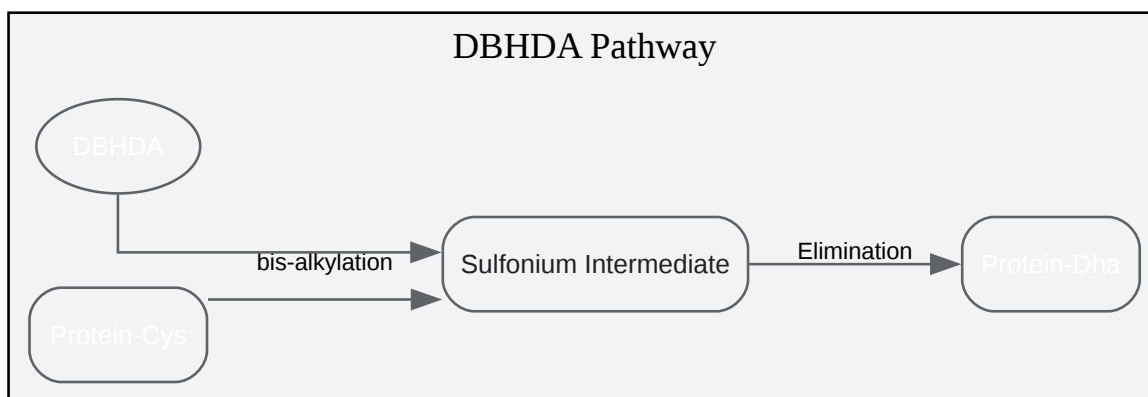 DBHDA Pathway
DBHDA
bis-alkylation
Protein-Cys
Sulfonium Intermediate
Elimination
Protein-Dha